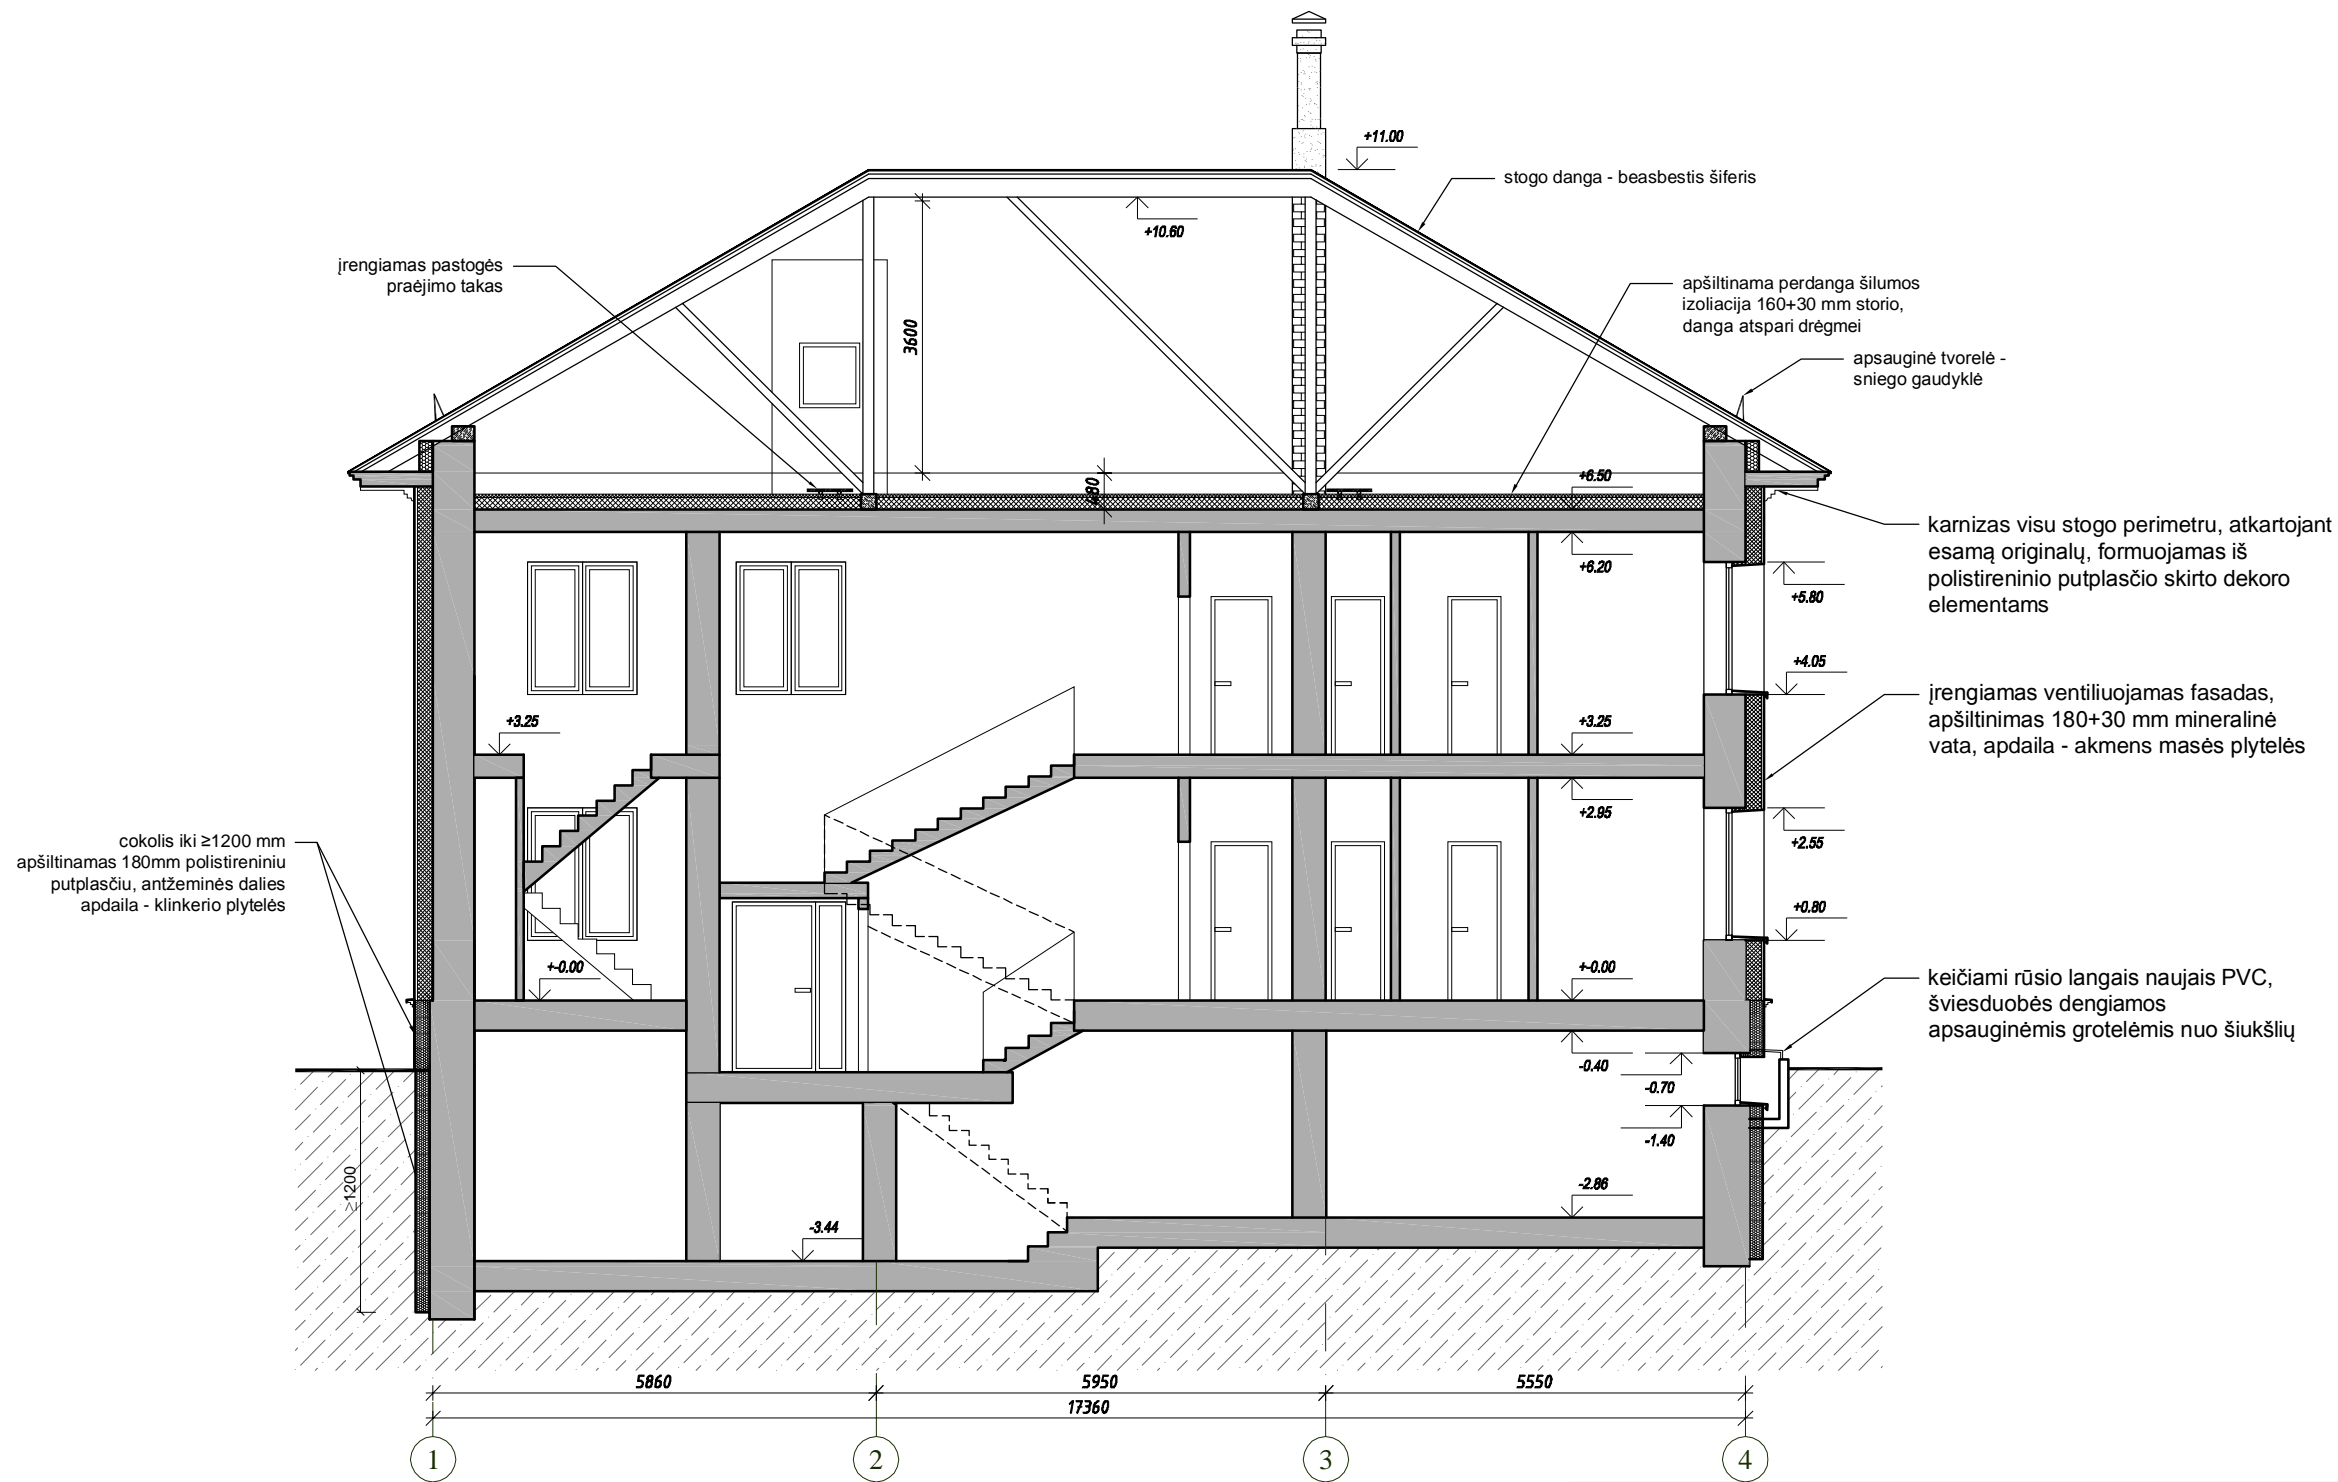 +11.00
stogo danga - beasbestis šiferis
+10.60
įrengiamas pastogės
praėjimo takas
apšiltinama perdanga šilumos
izoliacija 160+30 mm storio,
danga atspari drėgmei
3600
apsauginė tvorelė -
sniego gaudyklė
480
+6.50
karnizas visu stogo perimetru, atkartojant
esamą originalų, formuojamas iš
polistireninio putplasčio skirto dekoro
elementams
+6.20
+5.80
+4.05
įrengiamas ventiliuojamas fasadas,
apšiltinimas 180+30 mm mineralinė
vata, apdaila - akmens masės plytelės
+3.25
+3.25
+2.95
+2.55
cokolis iki ≥1200 mm
apšiltinamas 180mm polistireniniu
putplasčiu, antžeminės dalies
apdaila - klinkerio plytelės
+0.80
+-0.00
+-0.00
keičiami rūsio langais naujais PVC,
šviesduobės dengiamos
apsauginėmis grotelėmis nuo šiukšlių
-0.40
-0.70
-1.40
≥1200
-2.86
-3.44
5860
5950
5550
17360
1
2
3
4